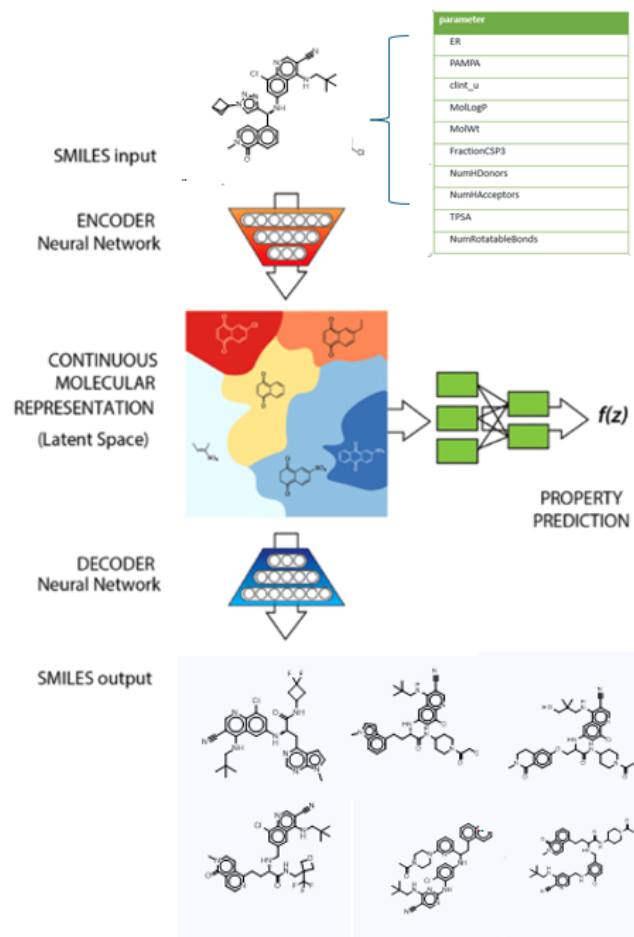 parameter
ER
PAMPA
clint_u
MolLogP
MolWt
FractionCSP3
NumHDonors
NumHAcceptors
TPSA
NumRotatableBonds
SMILES input
ENCODER
Neural Network
CONTINUOUS
MOLECULAR
REPRESENTATION
(Latent Space)
f(z)
PROPERTY
PREDICTION
DECODER
Neural Network
SMILES output